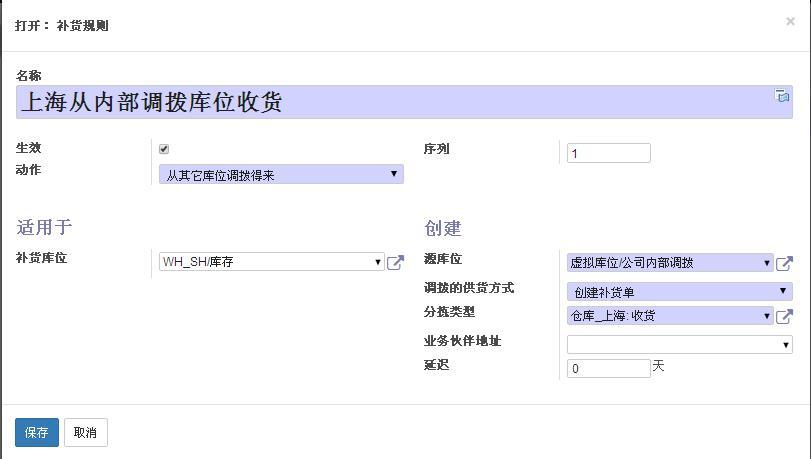 打开： 补货规则
×
名称
上海从内部调拨库位收货
生效
序列 1
动作 从其它库位调拨得来
适用于
创建
补货库位 WH_SH/库存
源库位 虚拟库位/公司内部调拨
调拨的供货方式 创建补货单
分拣类型 仓库_上海: 收货
业务伙伴地址
延迟 0 天
保存 取消